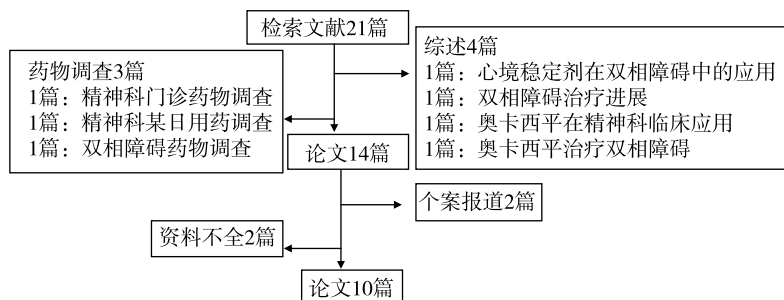 检索文献21篇
综述4篇
1篇：心境稳定剂在双相障碍中的应用
1篇：双相障碍治疗进展
1篇：奥卡西平在精神科临床应用
1篇：奥卡西平治疗双相障碍
药物调查3篇
1篇：精神科门诊药物调查
1篇：精神科某日用药调查
1篇：双相障碍药物调查
论文14篇
个案报道2篇
资料不全2篇
论文10篇